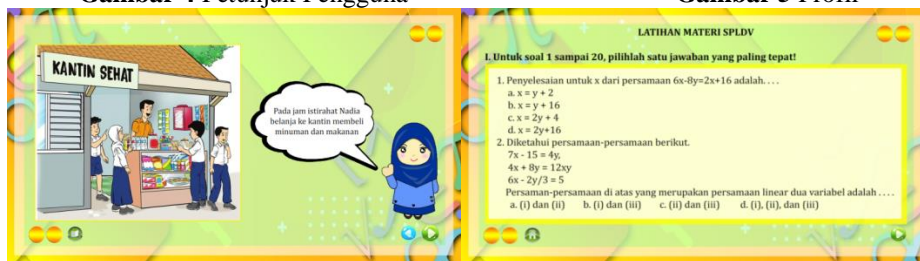 Gambar 4 Petunjuk Pengguna
Gambar 5 Profil
KANTIN SEHAT
Pada jam istirahat Nadia
belanja ke kantin membeli
minuman dan makanan
LATIHAN MATERI SPLDV
I. Untuk soal 1 sampai 20, pilihlah satu jawaban yang paling tepat!
1. Penyelesaian untuk x dari persamaan 6x-8y=2x+16 adalah. . . .
a. x = y + 2
b. x = y + 16
c. x = 2y + 4
d. x = 2y+16
2. Diketahui persamaan-persamaan berikut.
7x - 15 = 4y,
4x + 8y = 12xy
6x - 2y/3 = 5
Persaman-persamaan di atas yang merupakan persamaan linear dua variabel adalah . . . .
a. (i) dan (ii) b. (i) dan (iii) c. (ii) dan (iii) d. (i), (ii), dan (iii)